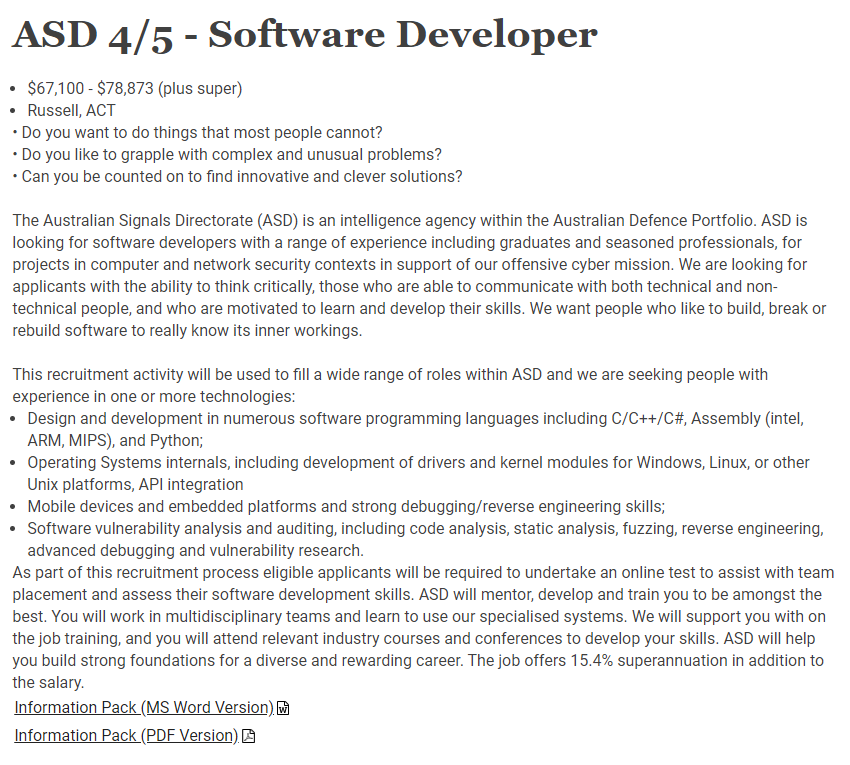 ASD 4/5 - Software Developer
• $67,100 - $78,873 (plus super)
• Russell, ACT
• Do you want to do things that most people cannot?
• Do you like to grapple with complex and unusual problems?
• Can you be counted on to find innovative and clever solutions?
The Australian Signals Directorate (ASD) is an intelligence agency within the Australian Defence Portfolio. ASD is
looking for software developers with a range of experience including graduates and seasoned professionals, for
projects in computer and network security contexts in support of our offensive cyber mission. We are looking for
applicants with the ability to think critically, those who are able to communicate with both technical and non-
technical people, and who are motivated to learn and develop their skills. We want people who like to build, break or
rebuild software to really know its inner workings.
This recruitment activity will be used to fill a wide range of roles within ASD and we are seeking people with
experience in one or more technologies:
• Design and development in numerous software programming languages including C/C++/C#, Assembly (intel,
ARM, MIPS), and Python;
• Operating Systems internals, including development of drivers and kernel modules for Windows, Linux, or other
Unix platforms, API integration
• Mobile devices and embedded platforms and strong debugging/reverse engineering skills;
• Software vulnerability analysis and auditing, including code analysis, static analysis, fuzzing, reverse engineering,
advanced debugging and vulnerability research.
As part of this recruitment process eligible applicants will be required to undertake an online test to assist with team
placement and assess their software development skills. ASD will mentor, develop and train you to be amongst the
best. You will work in multidisciplinary teams and learn to use our specialised systems. We will support you with on
the job training, and you will attend relevant industry courses and conferences to develop your skills. ASD will help
you build strong foundations for a diverse and rewarding career. The job offers 15.4% superannuation in addition to
the salary.
Information Pack (MS Word Version)
Information Pack (PDF Version)